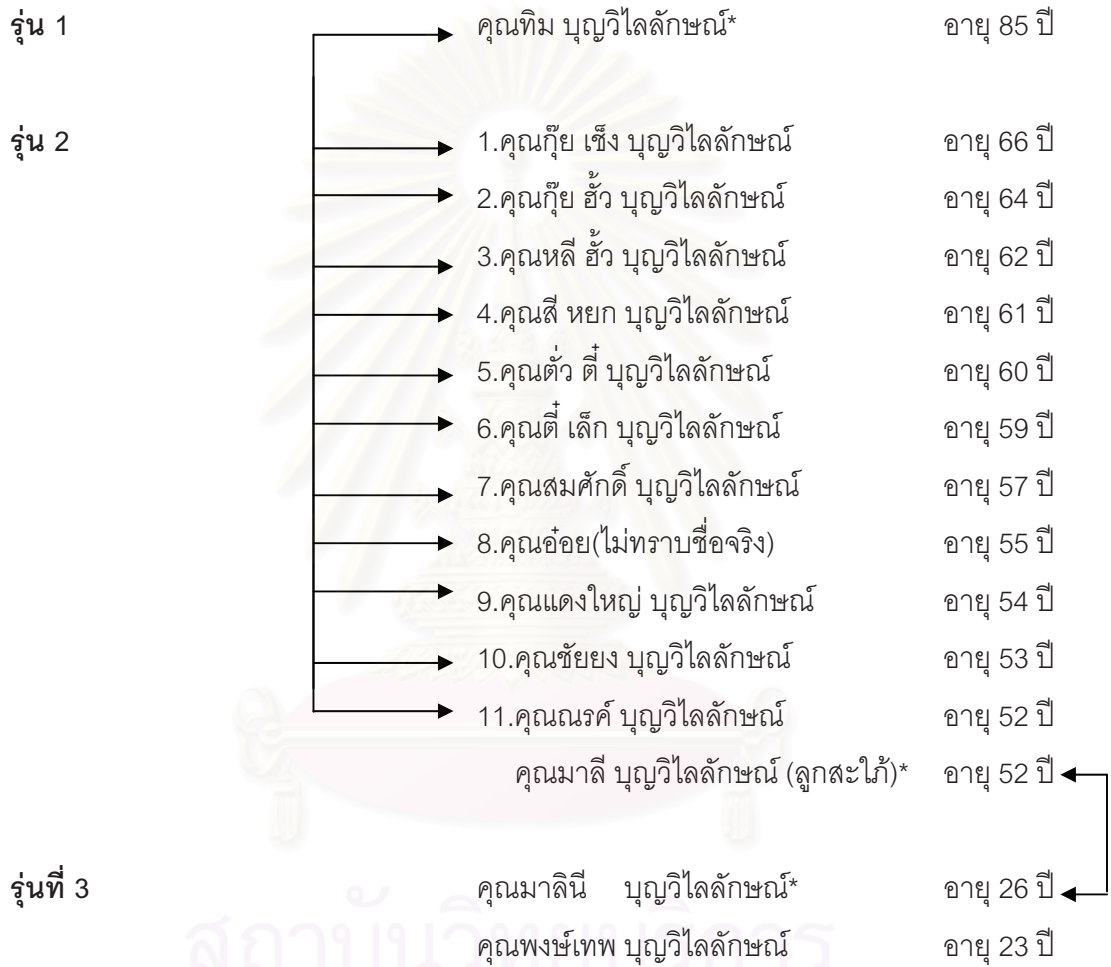 รุ่น 1 คุณทิม บุญวิไลลักษณ์* อายุ 85 ปี
รุ่น 2 1.คุณกุ๊ย เช็ง บุญวิไลลักษณ์ อายุ 66 ปี
2.คุณกุ๊ย ฮั้ว บุญวิไลลักษณ์ อายุ 64 ปี
3.คุณหลี ฮั้ว บุญวิไลลักษณ์ อายุ 62 ปี
4.คุณสี หยก บุญวิไลลักษณ์ อายุ 61 ปี
5.คุณตั่ว ตี๋ บุญวิไลลักษณ์ อายุ 60 ปี
6.คุณตี๋ เล็ก บุญวิไลลักษณ์ อายุ 59 ปี
7.คุณสมศักดิ์ บุญวิไลลักษณ์ อายุ 57 ปี
8.คุณอ๋อย(ไม่ทราบชื่อจริง) อายุ 55 ปี
9.คุณแดงใหญ่ บุญวิไลลักษณ์ อายุ 54 ปี
10.คุณชัยยง บุญวิไลลักษณ์ อายุ 53 ปี
11.คุณณรค์ บุญวิไลลักษณ์ อายุ 52 ปี
คุณมาลี บุญวิไลลักษณ์ (ลูกสะใภ้)* อายุ 52 ปี
รุ่นที่ 3 คุณมาลินี บุญวิไลลักษณ์* อายุ 26 ปี
คุณพงษ์เทพ บุญวิไลลักษณ์ อายุ 23 ปี
สถาบันวิทยบริการ